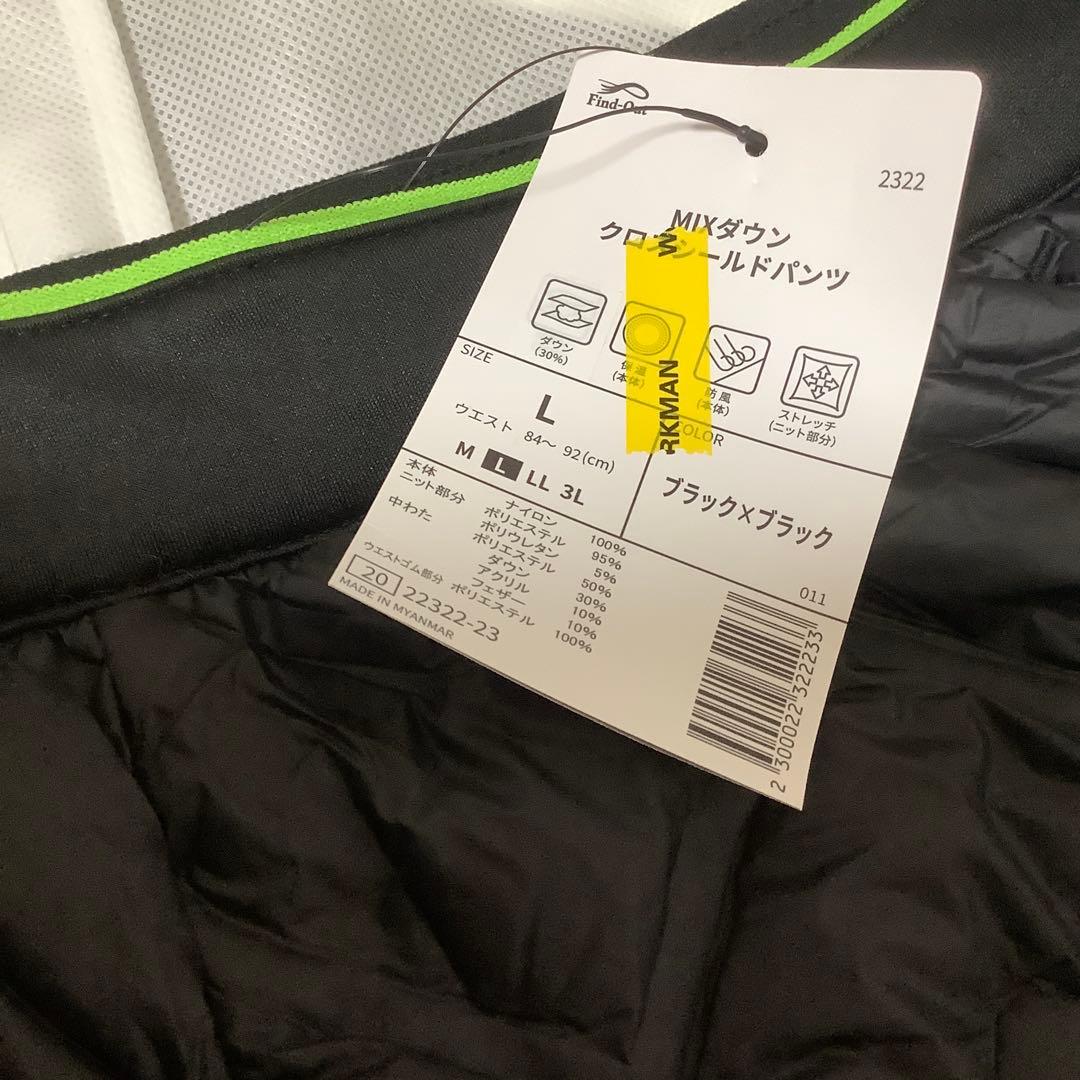 Find-Out
2322
MIXダウン
クロスシールドパンツ
ダウン
(30%)
保温
(本体)
防風
(本体)
ストレッチ
(ニット部分)
RKMAN
W
SIZE
L
ウエスト 84〜 92(cm)
M L LL 3L
COLOR
ブラック×ブラック
011
本体 ナイロン 100%
ニット部分 ポリエステル 95%
ポリウレタン 5%
中わた ポリエステル 50%
ダウン 30%
アクリル 10%
フェザー 10%
ウエストゴム部分 ポリエステル 100%
20 22322-23
MADE IN MYANMAR
2 300022 322233